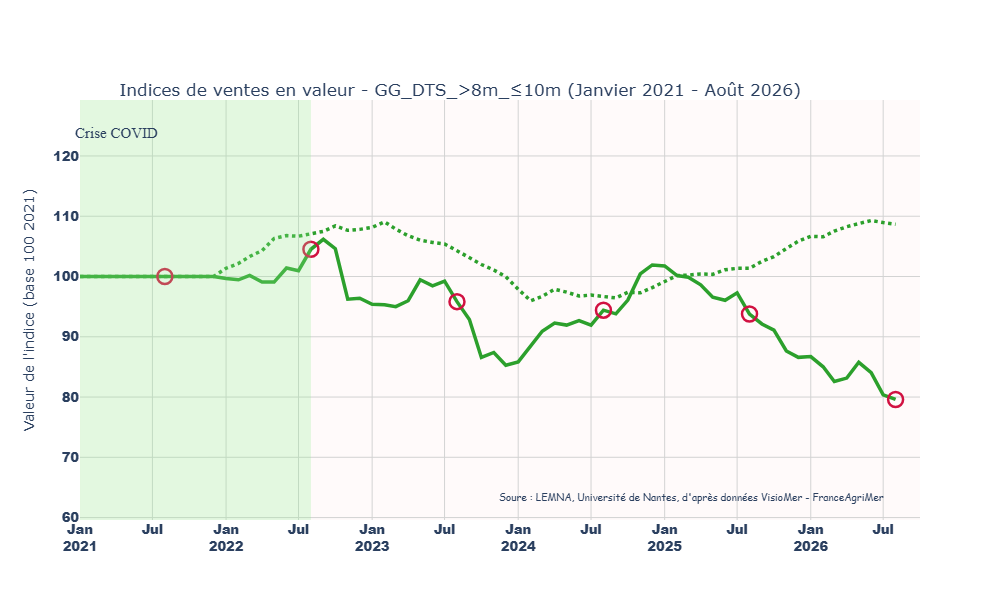 Indices de ventes en valeur - GG_DTS_>8m_≤10m (Janvier 2021 - Août 2026)
Crise COVID
Valeur de l'indice (base 100 2021)
120
110
100
90
80
70
60
Soure : LEMNA, Université de Nantes, d'après données VisioMer - FranceAgriMer
Jan Jul Jan Jul Jan Jul Jan Jul Jan Jul Jan Jul
2021 2022 2023 2024 2025 2026